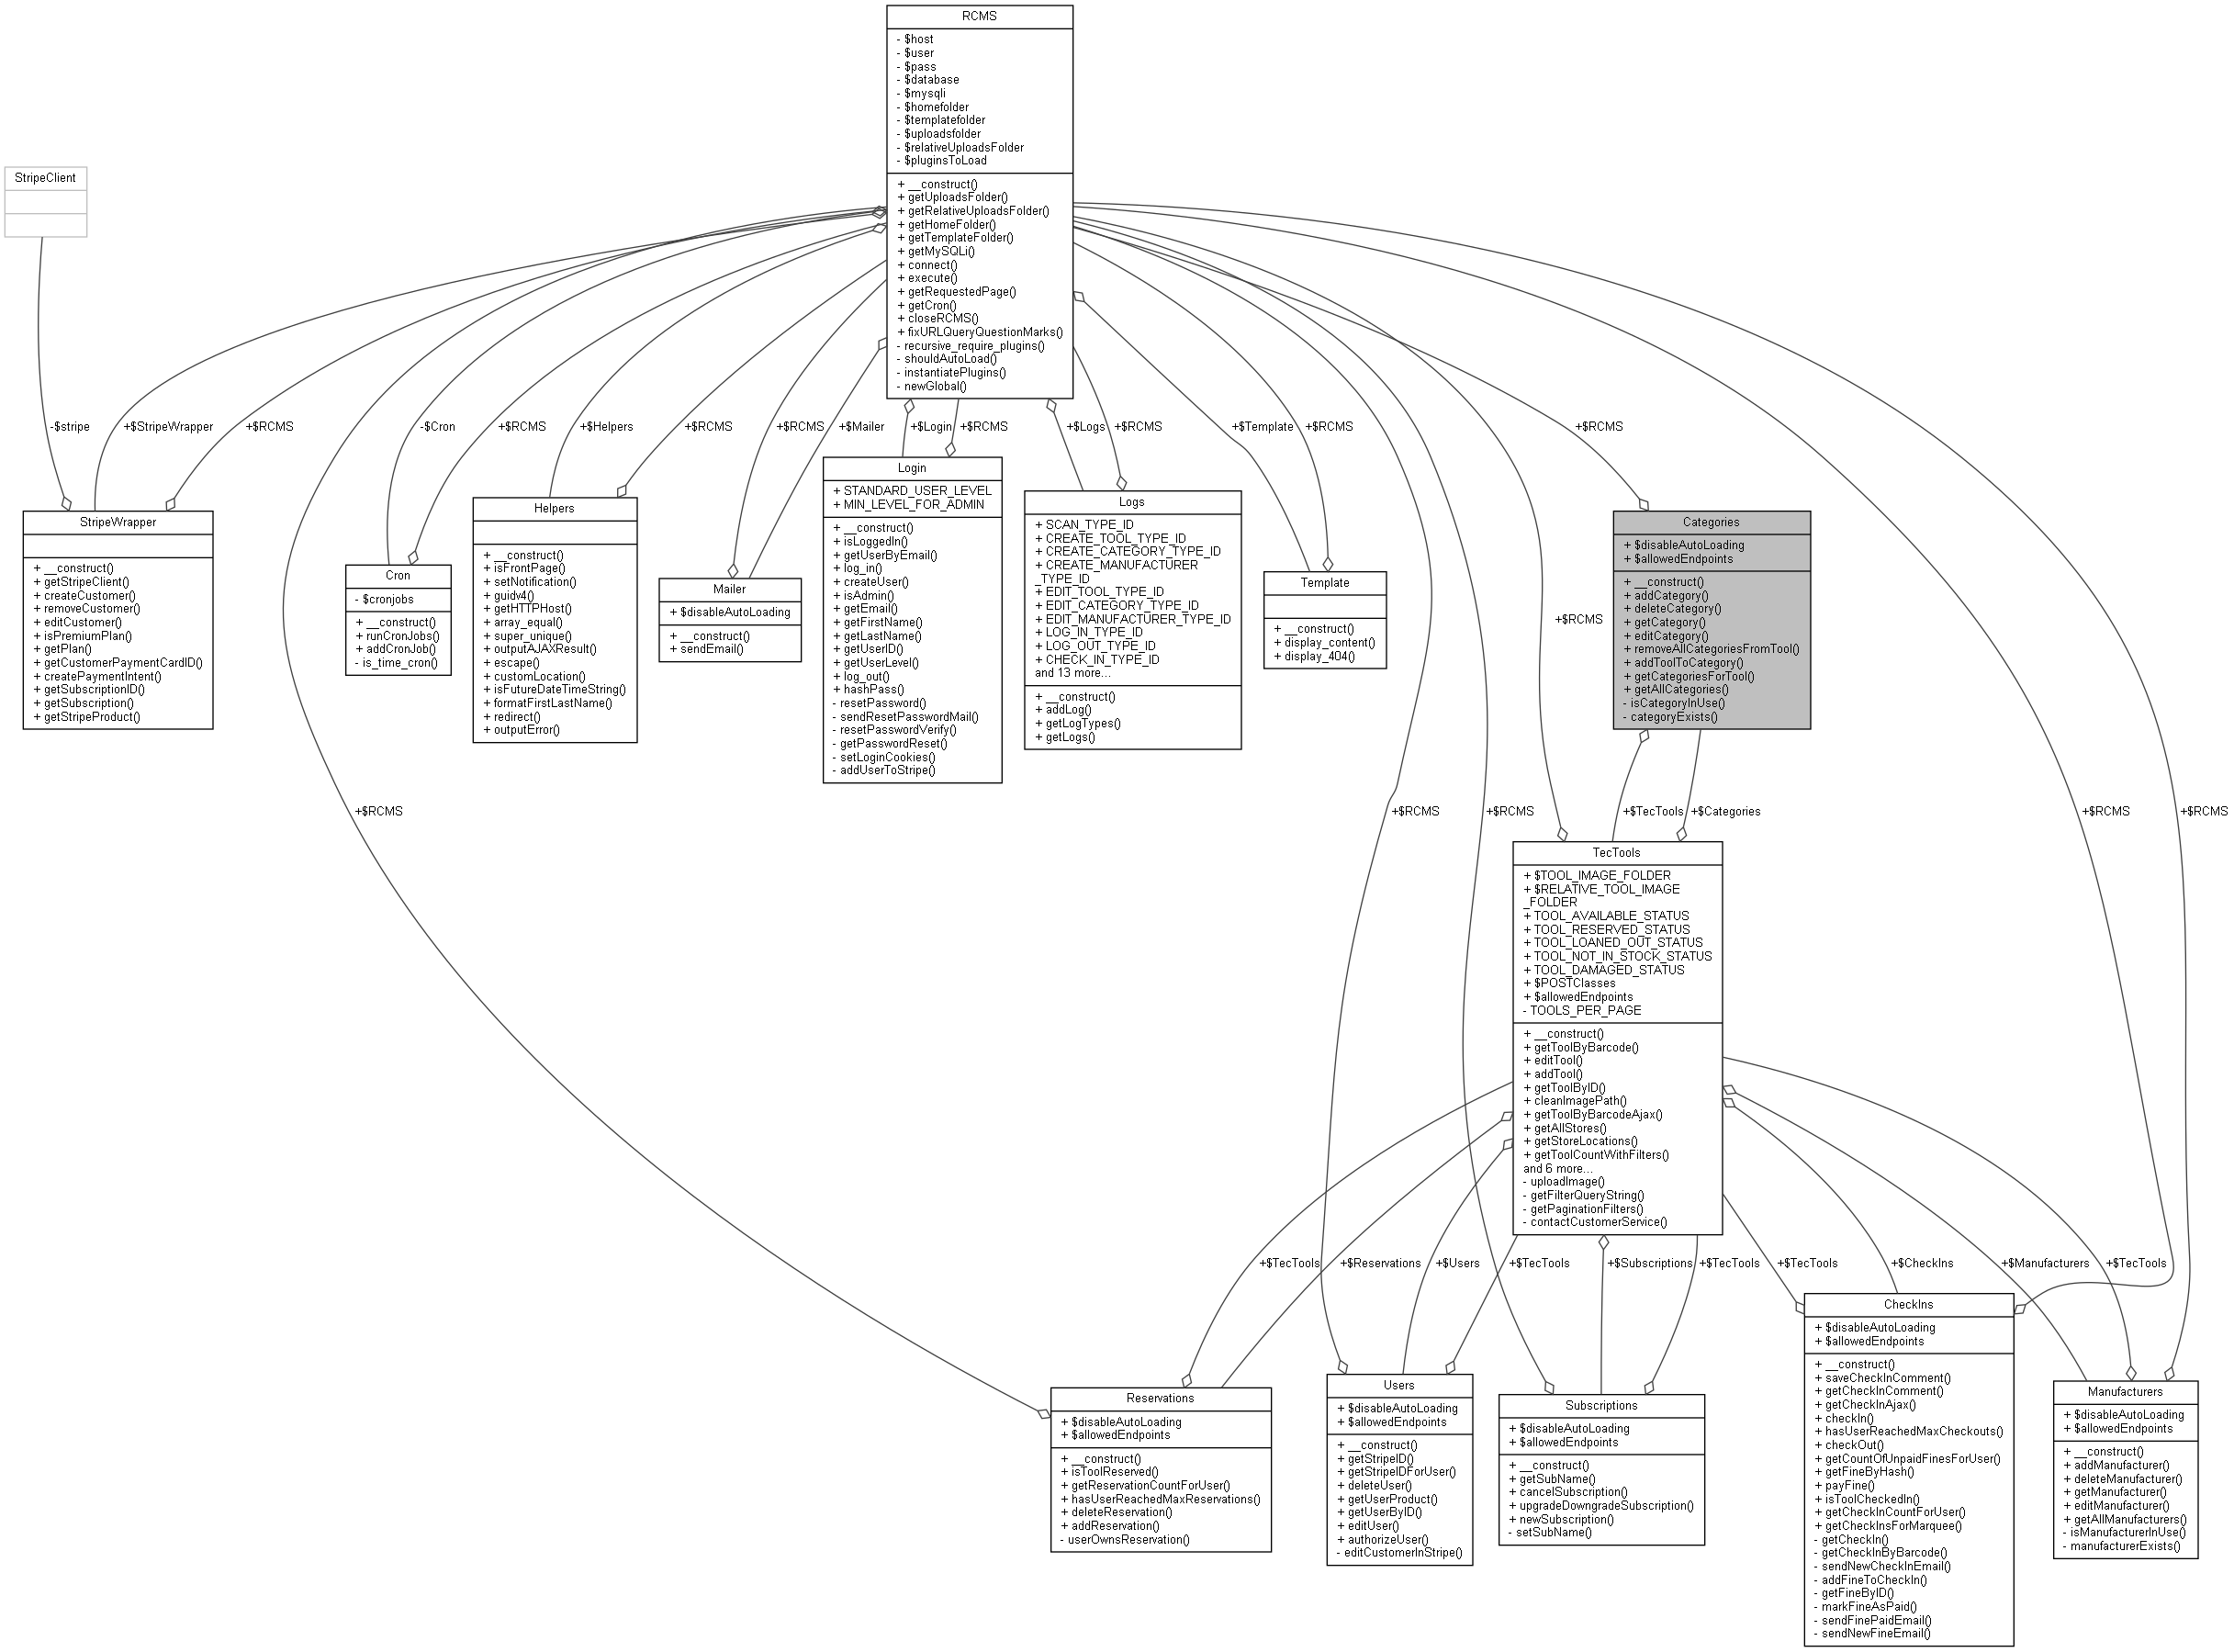 RCMS
- $host
- $user
- $pass
- $database
- $mysqli
- $homefolder
- $templatefolder
- $uploadsfolder
- $relativeUploadsFolder
- $pluginsToLoad
+ __construct()
+ getUploadsFolder()
+ getRelativeUploadsFolder()
+ getHomeFolder()
+ getTemplateFolder()
+ getMySQLi()
+ connect()
+ execute()
+ getRequestedPage()
+ getCron()
+ closeRCMS()
+ fixURLQueryQuestionMarks()
- recursive_require_plugins()
- shouldAutoLoad()
- instantiatePlugins()
- newGlobal()
StripeClient
-$stripe
+$StripeWrapper
+$RCMS
-$Cron
+$RCMS
+$Helpers
+$RCMS
+$RCMS
+$Mailer
+$Login
+$RCMS
+$Logs
+$RCMS
+$Template
+$RCMS
+$RCMS
StripeWrapper
+ __construct()
+ getStripeClient()
+ createCustomer()
+ removeCustomer()
+ editCustomer()
+ isPremiumPlan()
+ getPlan()
+ getCustomerPaymentCardID()
+ createPaymentIntent()
+ getSubscriptionID()
+ getSubscription()
+ getStripeProduct()
Cron
- $cronjobs
+ __construct()
+ runCronJobs()
+ addCronJob()
- is_time_cron()
Helpers
+ __construct()
+ isFrontPage()
+ setNotification()
+ guidv4()
+ getHTTPHost()
+ array_equal()
+ super_unique()
+ outputAJAXResult()
+ escape()
+ customLocation()
+ isFutureDateTimeString()
+ formatFirstLastName()
+ redirect()
+ outputError()
Mailer
+ $disableAutoLoading
+ __construct()
+ sendEmail()
Login
+ STANDARD_USER_LEVEL
+ MIN_LEVEL_FOR_ADMIN
+ __construct()
+ isLoggedIn()
+ getUserByEmail()
+ log_in()
+ createUser()
+ isAdmin()
+ getEmail()
+ getFirstName()
+ getLastName()
+ getUserID()
+ getUserLevel()
+ log_out()
+ hashPass()
- resetPassword()
- sendResetPasswordMail()
- resetPasswordVerify()
- getPasswordReset()
- setLoginCookies()
- addUserToStripe()
Logs
+ SCAN_TYPE_ID
+ CREATE_TOOL_TYPE_ID
+ CREATE_CATEGORY_TYPE_ID
+ CREATE_MANUFACTURER
_TYPE_ID
+ EDIT_TOOL_TYPE_ID
+ EDIT_CATEGORY_TYPE_ID
+ EDIT_MANUFACTURER_TYPE_ID
+ LOG_IN_TYPE_ID
+ LOG_OUT_TYPE_ID
+ CHECK_IN_TYPE_ID
and 13 more...
+ __construct()
+ addLog()
+ getLogTypes()
+ getLogs()
Template
+ __construct()
+ display_content()
+ display_404()
+$RCMS
Categories
+ $disableAutoLoading
+ $allowedEndpoints
+ __construct()
+ addCategory()
+ deleteCategory()
+ getCategory()
+ editCategory()
+ removeAllCategoriesFromTool()
+ addToolToCategory()
+ getCategoriesForTool()
+ getAllCategories()
- isCategoryInUse()
- categoryExists()
+$RCMS
+$RCMS
+$RCMS
+$TecTools
+$Categories
+$RCMS
+$RCMS
TecTools
+ $TOOL_IMAGE_FOLDER
+ $RELATIVE_TOOL_IMAGE
_FOLDER
+ TOOL_AVAILABLE_STATUS
+ TOOL_RESERVED_STATUS
+ TOOL_LOANED_OUT_STATUS
+ TOOL_NOT_IN_STOCK_STATUS
+ TOOL_DAMAGED_STATUS
+ $POSTClasses
+ $allowedEndpoints
- TOOLS_PER_PAGE
+ __construct()
+ getToolByBarcode()
+ editTool()
+ addTool()
+ getToolByID()
+ cleanImagePath()
+ getToolByBarcodeAjax()
+ getAllStores()
+ getStoreLocations()
+ getToolCountWithFilters()
and 6 more...
- uploadImage()
- getFilterQueryString()
- getPaginationFilters()
- contactCustomerService()
+$TecTools
+$Reservations
+$Users
+$TecTools
+$Subscriptions
+$TecTools
+$TecTools
+$CheckIns
+$Manufacturers
+$TecTools
Reservations
+ $disableAutoLoading
+ $allowedEndpoints
+ __construct()
+ isToolReserved()
+ getReservationCountForUser()
+ hasUserReachedMaxReservations()
+ deleteReservation()
+ addReservation()
- userOwnsReservation()
Users
+ $disableAutoLoading
+ $allowedEndpoints
+ __construct()
+ getStripeID()
+ getStripeIDForUser()
+ deleteUser()
+ getUserProduct()
+ getUserByID()
+ editUser()
+ authorizeUser()
- editCustomerInStripe()
Subscriptions
+ $disableAutoLoading
+ $allowedEndpoints
+ __construct()
+ getSubName()
+ cancelSubscription()
+ upgradeDowngradeSubscription()
+ newSubscription()
- setSubName()
CheckIns
+ $disableAutoLoading
+ $allowedEndpoints
+ __construct()
+ saveCheckInComment()
+ getCheckInComment()
+ getCheckInAjax()
+ checkIn()
+ hasUserReachedMaxCheckouts()
+ checkOut()
+ getCountOfUnpaidFinesForUser()
+ getFineByHash()
+ payFine()
+ isToolCheckedIn()
+ getCheckInCountForUser()
+ getCheckInsForMarquee()
- getCheckIn()
- getCheckInByBarcode()
- sendNewCheckInEmail()
- addFineToCheckIn()
- getFineByID()
- markFineAsPaid()
- sendFinePaidEmail()
- sendNewFineEmail()
Manufacturers
+ $disableAutoLoading
+ $allowedEndpoints
+ __construct()
+ addManufacturer()
+ deleteManufacturer()
+ getManufacturer()
+ editManufacturer()
+ getAllManufacturers()
- isManufacturerInUse()
- manufacturerExists()